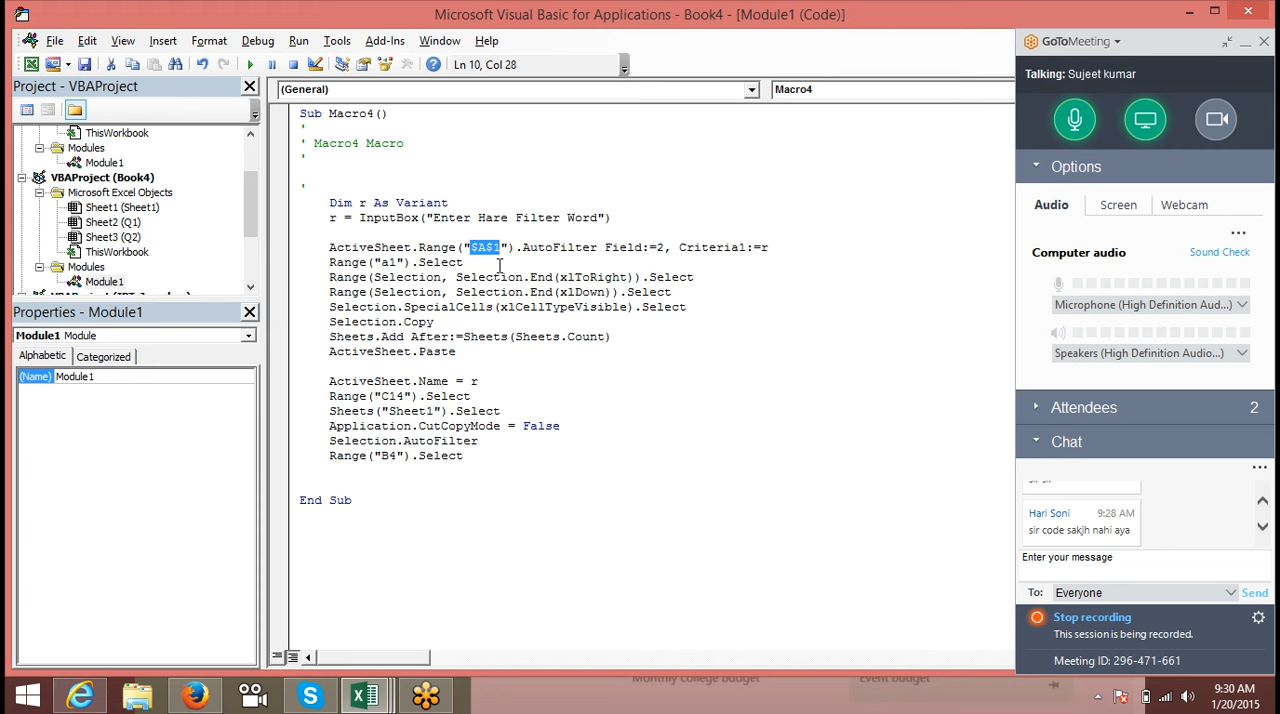 Microsoft Visual Basic for Applications - Book4 - [Module1 (Code)]
File Edit View Insert Format Debug Run Tools Add-Ins Window Help
Ln 10, Col 28
Project - VBAProject
ThisWorkbook
Modules
Module1
VBAProject (Book4)
Microsoft Excel Objects
Sheet1 (Sheet1)
Sheet2 (Q1)
Sheet3 (Q2)
ThisWorkbook
Modules
Module1
Properties - Module1
Module1 Module
Alphabetic Categorized
(Name) Module1
(General) Macro4
Sub Macro4()
'
' Macro4 Macro
'
'
Dim r As Variant
r = InputBox("Enter Hare Filter Word")
ActiveSheet.Range("$A$1").AutoFilter Field:=2, Criteria1:=r
Range("a1").Select
Range(Selection, Selection.End(xlToRight)).Select
Range(Selection, Selection.End(xlDown)).Select
Selection.SpecialCells(xlCellTypeVisible).Select
Selection.Copy
Sheets.Add After:=Sheets(Sheets.Count)
ActiveSheet.Paste
ActiveSheet.Name = r
Range("C14").Select
Sheets("Sheet1").Select
Application.CutCopyMode = False
Selection.AutoFilter
Range("B4").Select
End Sub
GoToMeeting
Talking: Sujeet kumar
Options
Audio Screen Webcam
Computer audio Sound Check
Microphone (High Definition Aud...)
Speakers (High Definition Audio...)
Attendees 2
Chat
Hari Soni 9:28 AM
sir code sakjh nahi aya
Enter your message
To: Everyone Send
Stop recording
This session is being recorded.
Meeting ID: 296-471-661
Monthly college budget
Event budget
9:30 AM
1/20/2015